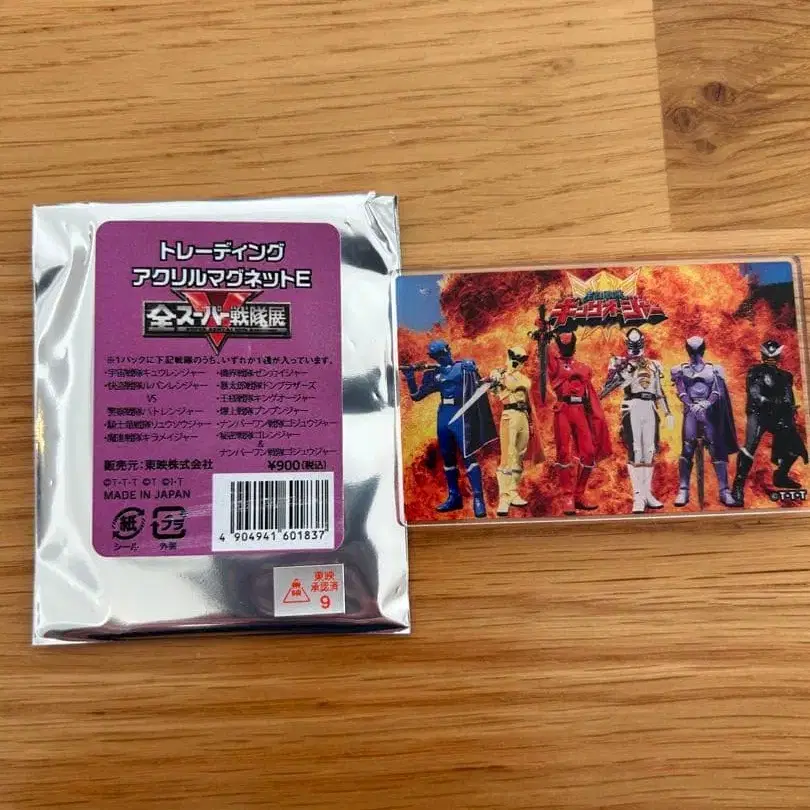 トレーディング
アクリルマグネットE
全スーパー戦隊展
※1パックに下記戦隊のうち、いずれか1種が入っています。
・宇宙戦隊キュウレンジャー
・快盗戦隊ルパンレンジャー
VS
警察戦隊パトレンジャー
・騎士竜戦隊リュウソウジャー
・魔進戦隊キラメイジャー
・機界戦隊ゼンカイジャー
・暴太郎戦隊ドンブラザーズ
・王様戦隊キングオージャー
・爆上戦隊ブンブンジャー
・ナンバーワン戦隊ゴジュウジャー
・秘密戦隊ゴレンジャー
&
ナンバーワン戦隊ゴジュウジャー
販売元:東映株式会社
¥900(税込)
©T-T-T ©T ©I・T
MADE IN JAPAN
紙
シール
プラ
外装
4 904941 601837
東映
承認済
9
王様戦隊
キングオージャー
©T-T-T